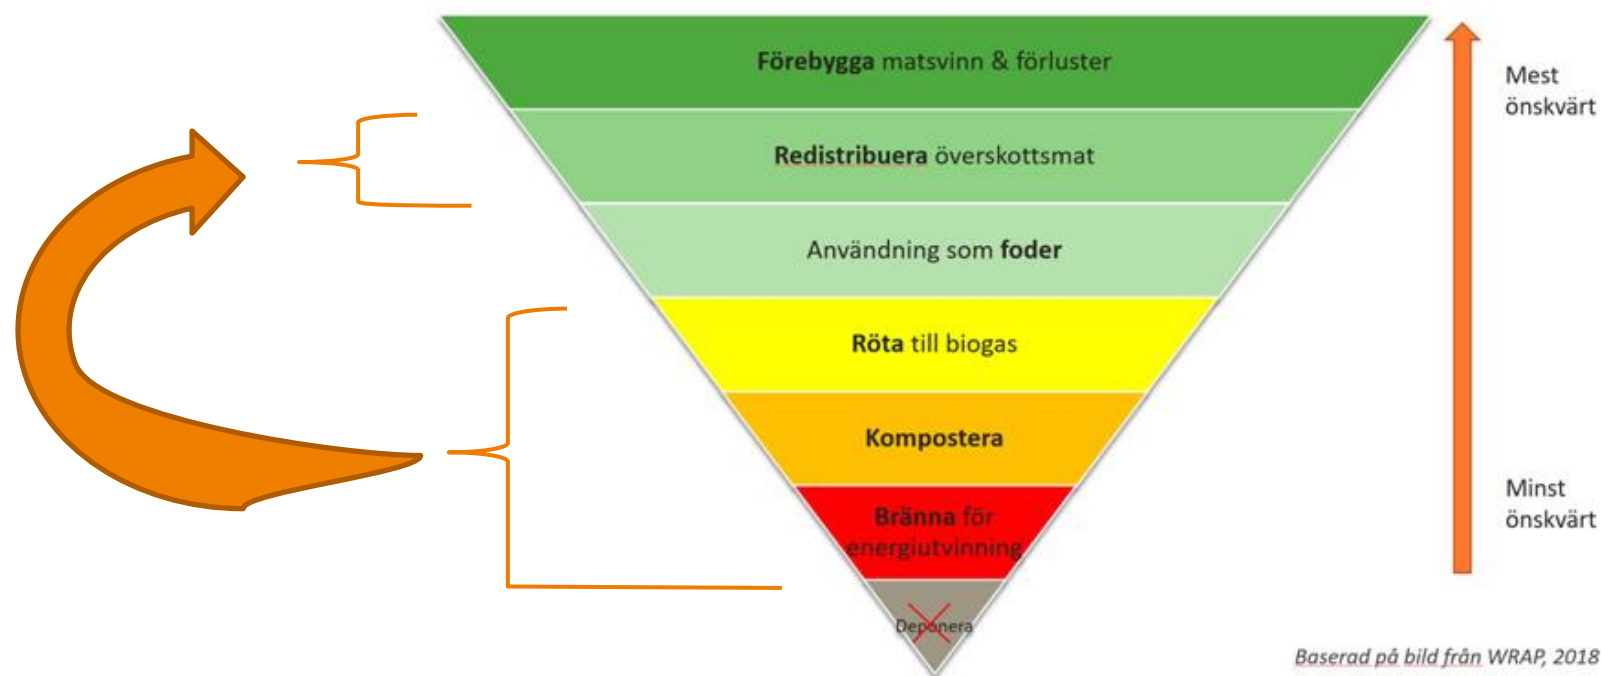 Förebygga matsvinn & förluster
Mest
önskvärt
Redistribuera överskottsmat
Användning som foder
Röta till biogas
Kompostera
Minst
önskvärt
Bränna för
energiutvinning
Deponera
Baserad på bild från WRAP, 2018